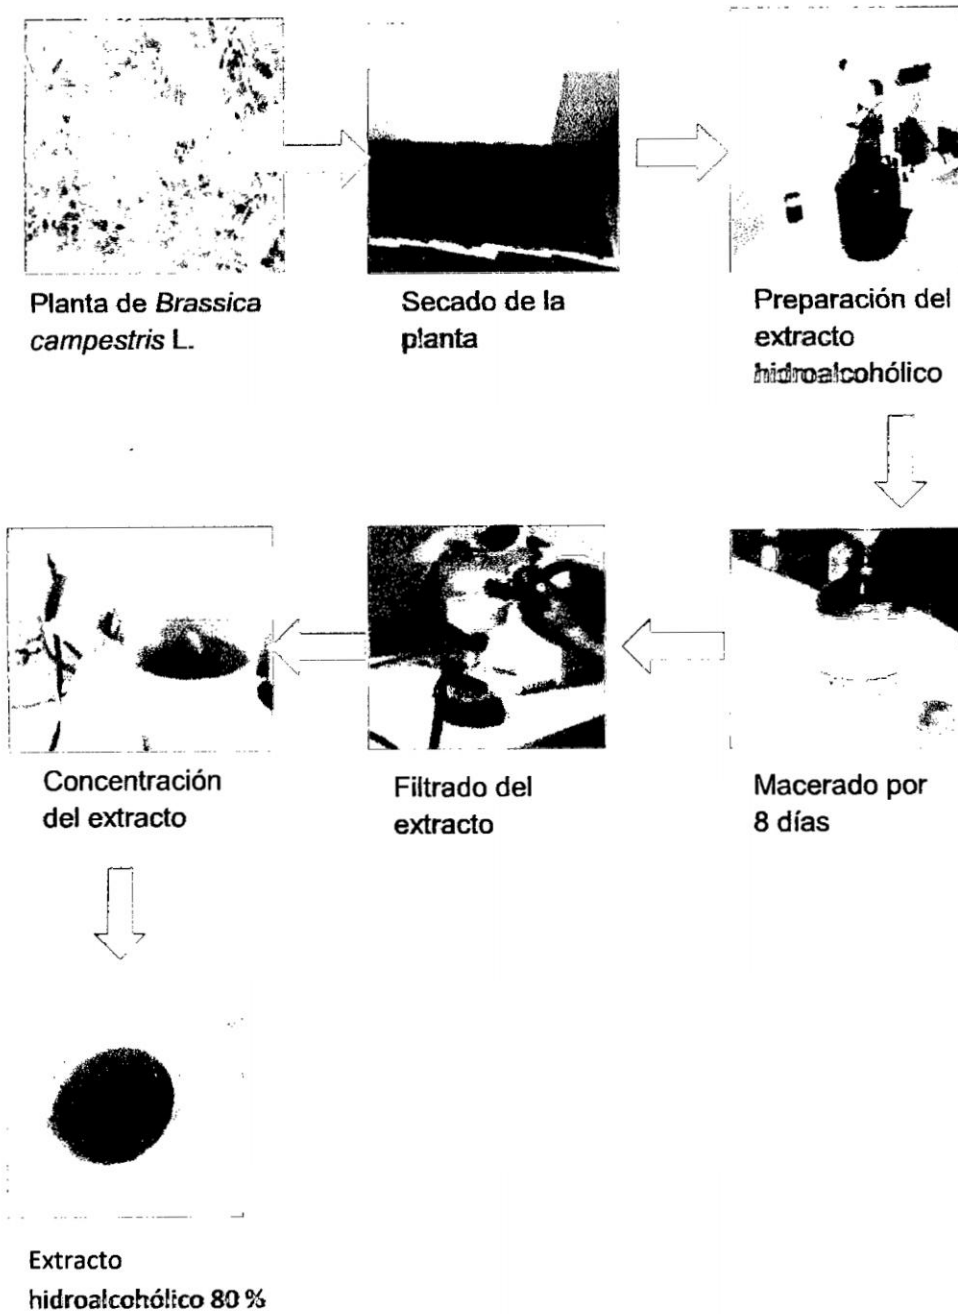 Planta de Brassica
campestris L.
Secado de la
planta
Preparación del
extracto
hidroalcohólico
Macerado por
8 días
Filtrado del
extracto
Concentración
del extracto
Extracto
hidroalcohólico 80 %